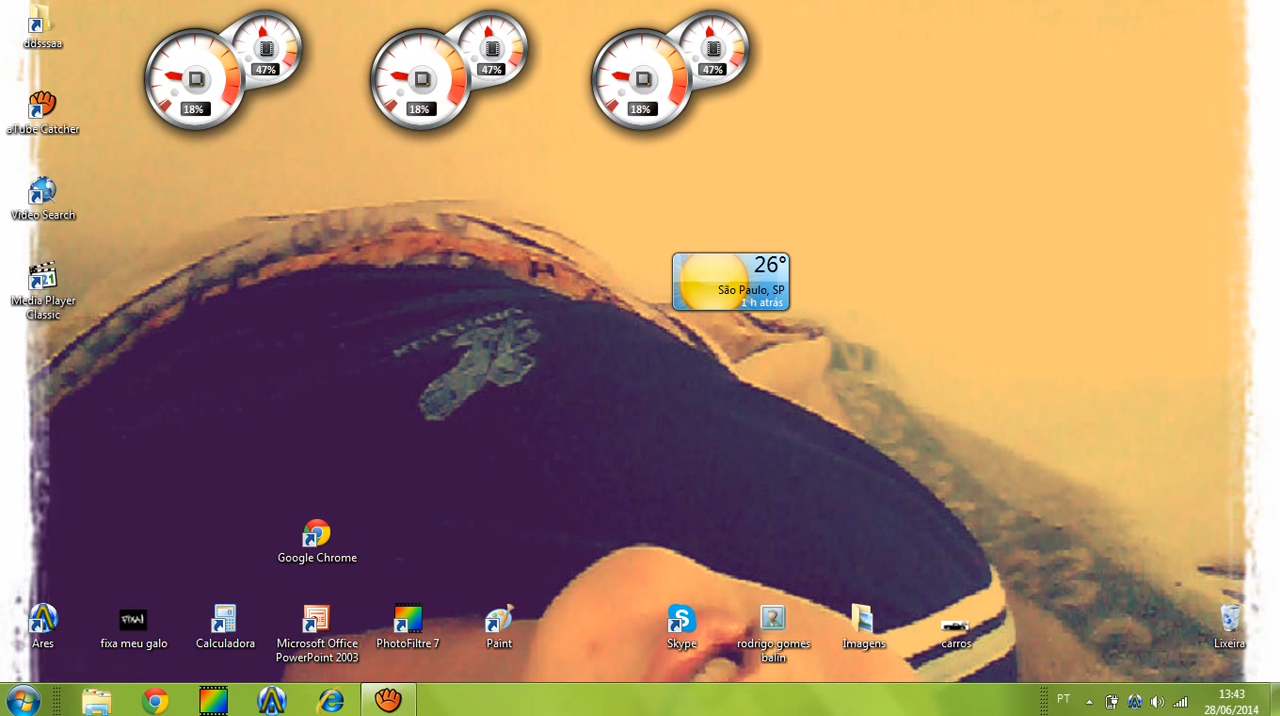 ddsssaa
aTube Catcher
Video Search
21
Media Player
Classic
47%
18%
47%
18%
47%
18%
26°
São Paulo, SP
1 h atrás
Google Chrome
Ares
FIXA!
fixa meu galo
Calculadora
Microsoft Office
PowerPoint 2003
PhotoFiltre 7
Paint
Skype
rodrigo gomes
balin
Imagens
carros
Lixeira
PT
13:43
28/06/2014